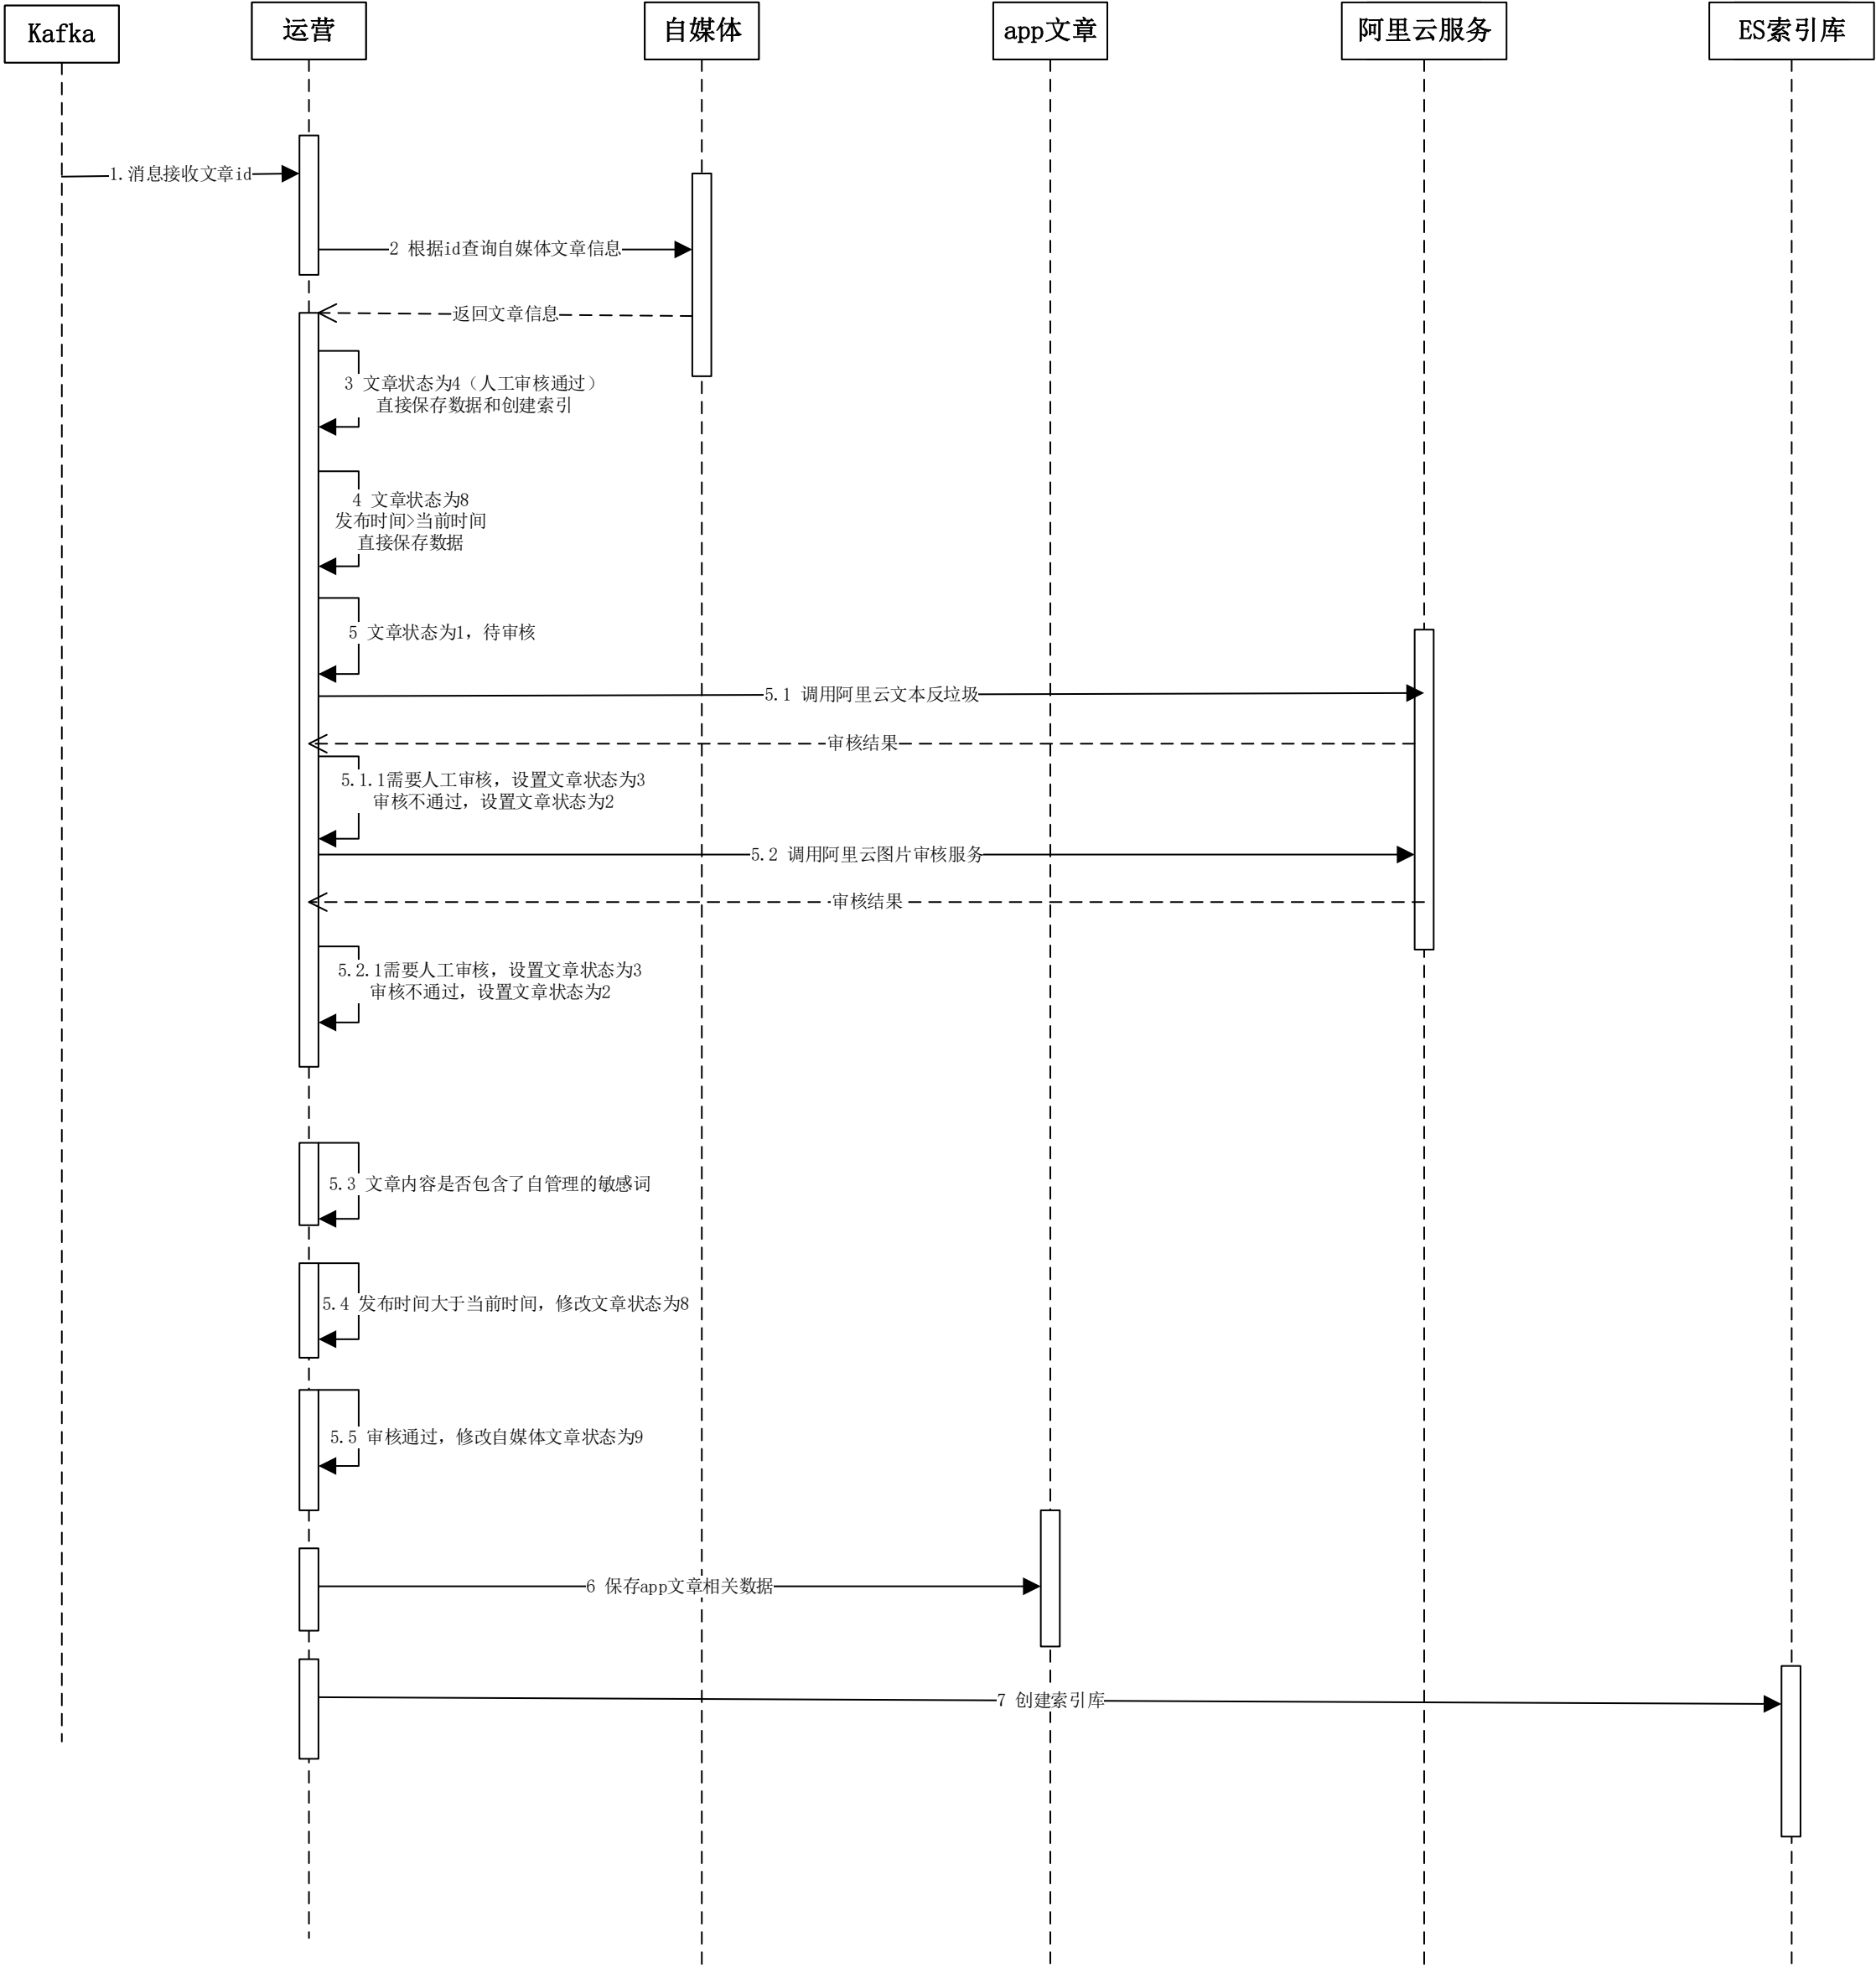 Kafka
运营
自媒体
app文章
阿里云服务
ES索引库
1.消息接收文章id
2 根据id查询自媒体文章信息
返回文章信息
3 文章状态为4（人工审核通过）
直接保存数据和创建索引
4 文章状态为8
发布时间>当前时间
直接保存数据
5 文章状态为1，待审核
5.1 调用阿里云文本反垃圾
审核结果
5.1.1需要人工审核，设置文章状态为3
审核不通过，设置文章状态为2
5.2 调用阿里云图片审核服务
审核结果
5.2.1需要人工审核，设置文章状态为3
审核不通过，设置文章状态为2
5.3 文章内容是否包含了自管理的敏感词
5.4 发布时间大于当前时间，修改文章状态为8
5.5 审核通过，修改自媒体文章状态为9
6 保存app文章相关数据
7 创建索引库